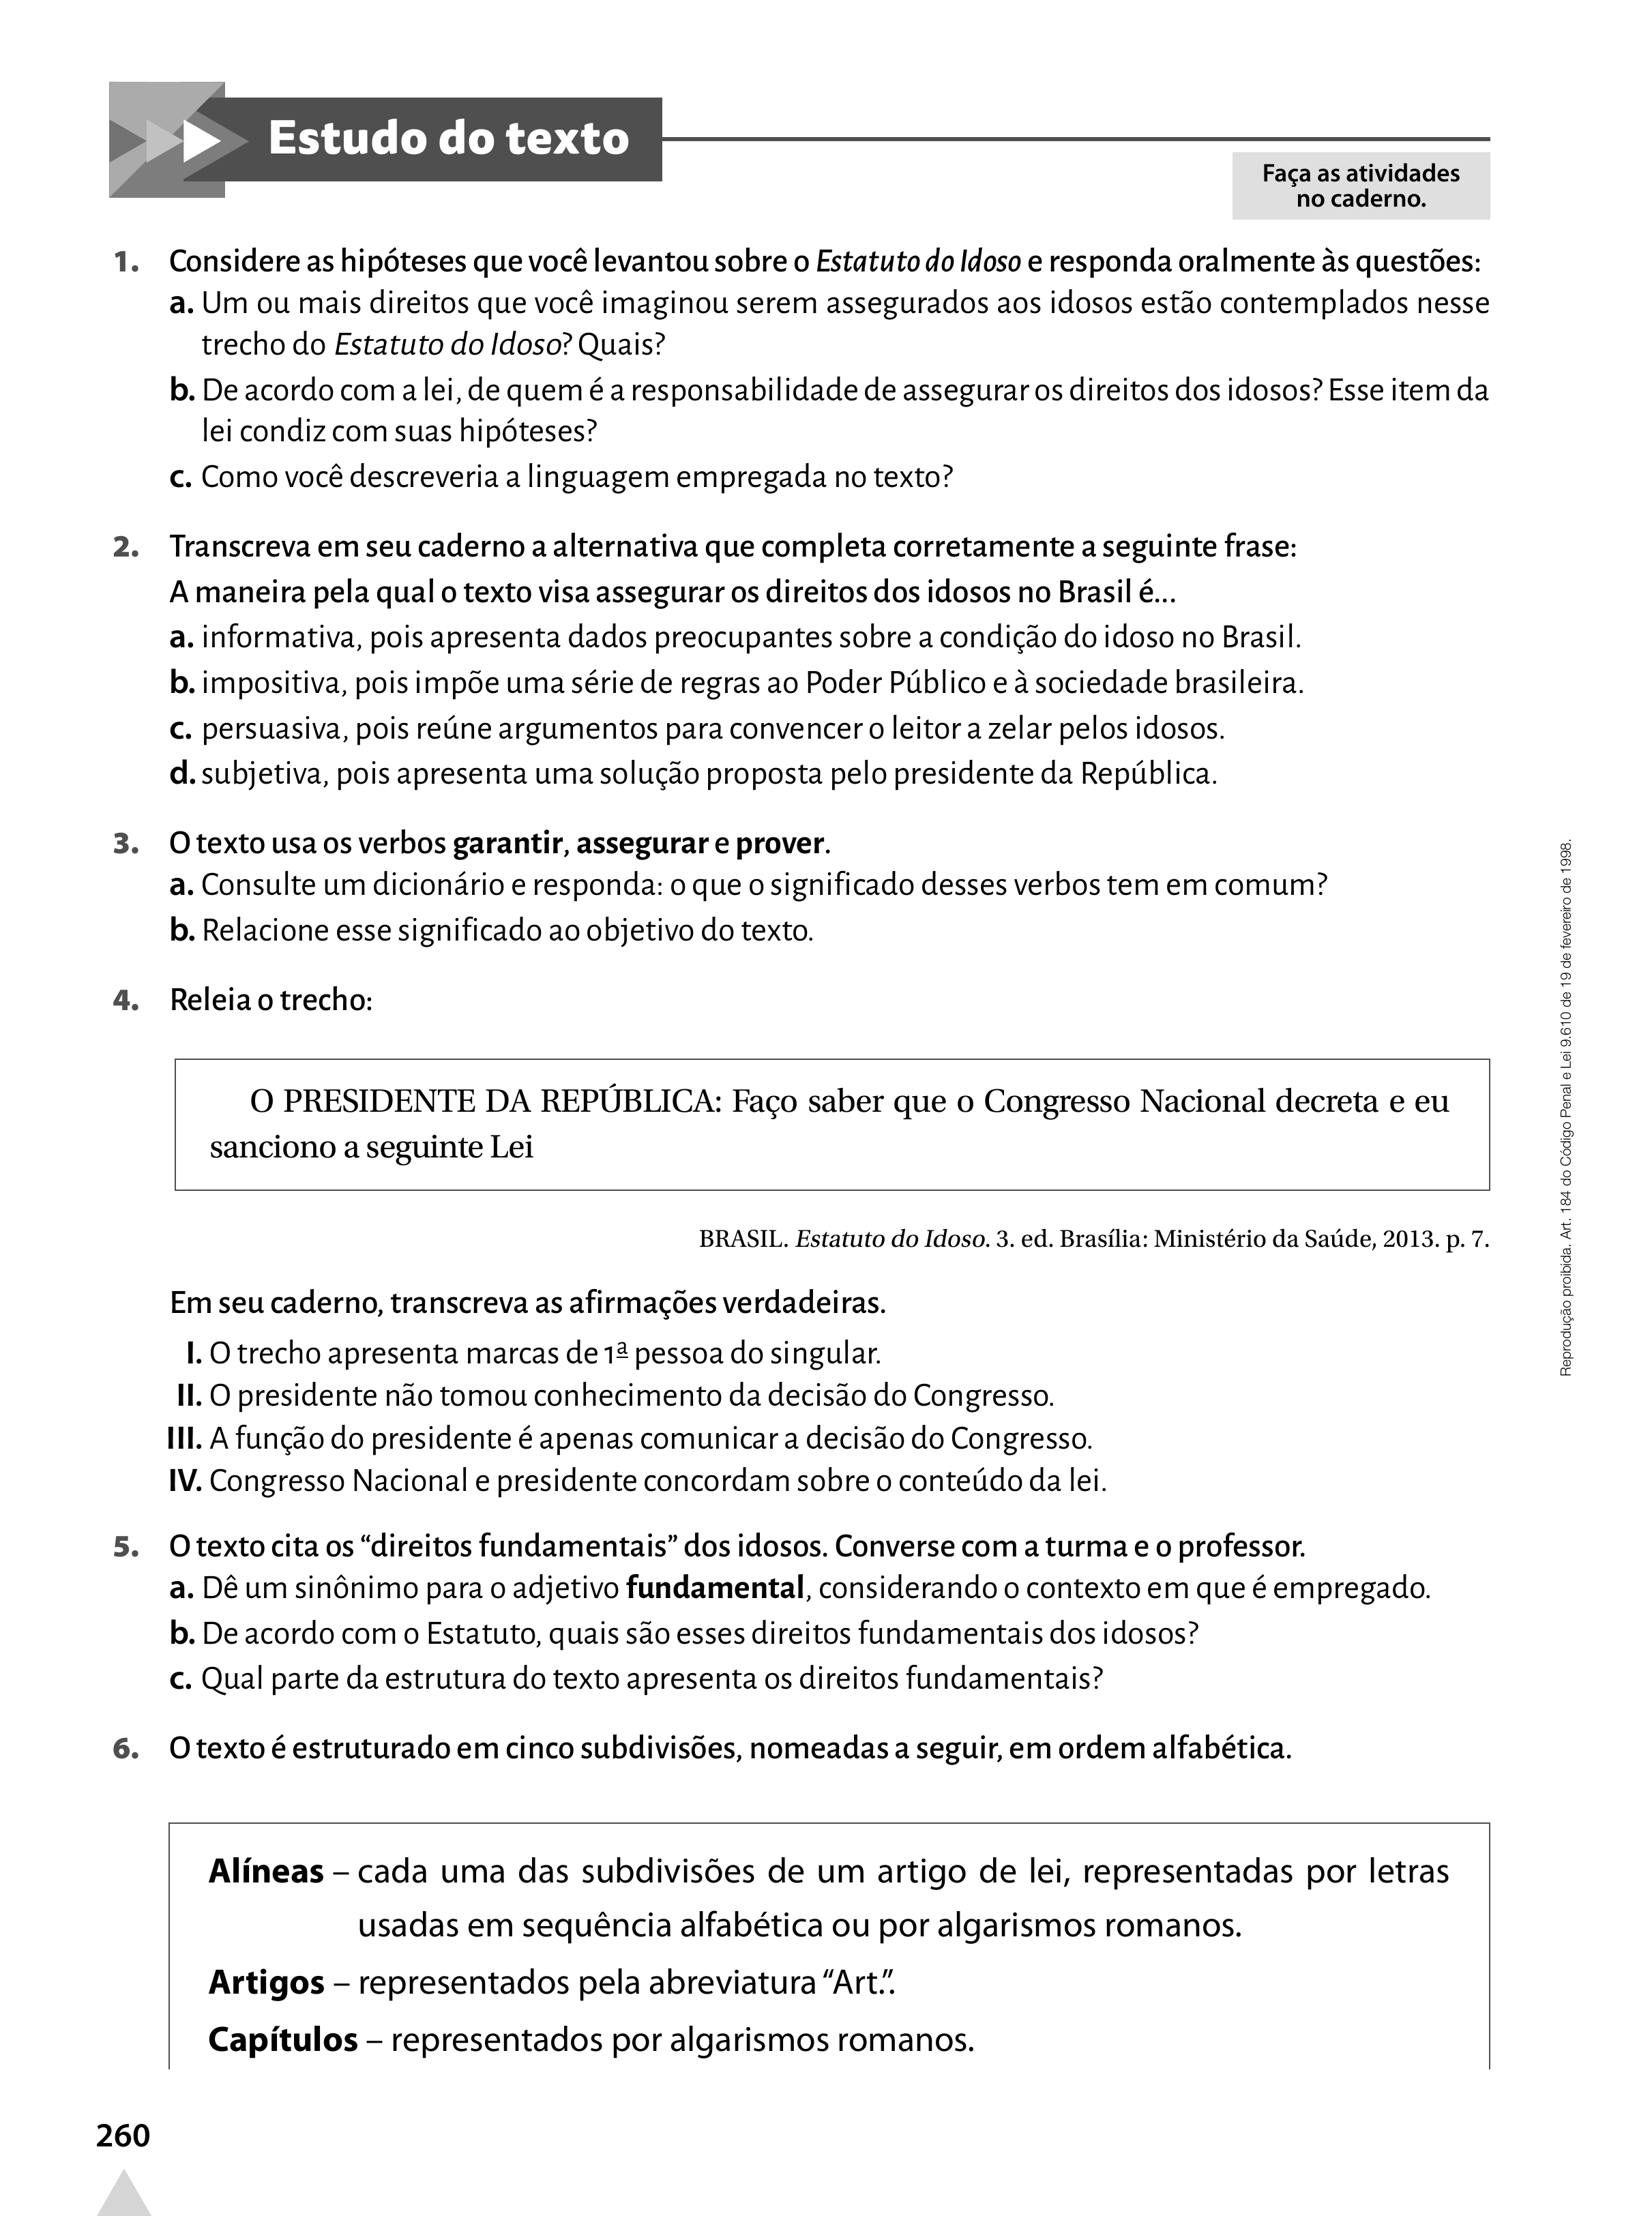 Estudo do texto
Faça as atividades
no caderno.
1. Considere as hipóteses que você levantou sobre o Estatuto do Idoso e responda oralmente às questões:
a. Um ou mais direitos que você imaginou serem assegurados aos idosos estão contemplados nesse
trecho do Estatuto do Idoso? Quais?
b. De acordo com a lei, de quem é a responsabilidade de assegurar os direitos dos idosos? Esse item da
lei condiz com suas hipóteses?
c. Como você descreveria a linguagem empregada no texto?
2. Transcreva em seu caderno a alternativa que completa corretamente a seguinte frase:
A maneira pela qual o texto visa assegurar os direitos dos idosos no Brasil é...
a. informativa, pois apresenta dados preocupantes sobre a condição do idoso no Brasil.
b. impositiva, pois impõe uma série de regras ao Poder Público e à sociedade brasileira.
c. persuasiva, pois reúne argumentos para convencer o leitor a zelar pelos idosos.
d. subjetiva, pois apresenta uma solução proposta pelo presidente da República.
3. O texto usa os verbos garantir, assegurar e prover.
a. Consulte um dicionário e responda: o que o significado desses verbos tem em comum?
b. Relacione esse significado ao objetivo do texto.
4. Releia o trecho:
O PRESIDENTE DA REPÚBLICA: Faço saber que o Congresso Nacional decreta e eu
sanciono a seguinte Lei
BRASIL. Estatuto do Idoso. 3. ed. Brasília: Ministério da Saúde, 2013. p. 7.
Em seu caderno, transcreva as afirmações verdadeiras.
I. O trecho apresenta marcas de 1ª pessoa do singular.
II. O presidente não tomou conhecimento da decisão do Congresso.
III. A função do presidente é apenas comunicar a decisão do Congresso.
IV. Congresso Nacional e presidente concordam sobre o conteúdo da lei.
5. O texto cita os “direitos fundamentais” dos idosos. Converse com a turma e o professor.
a. Dê um sinônimo para o adjetivo fundamental, considerando o contexto em que é empregado.
b. De acordo com o Estatuto, quais são esses direitos fundamentais dos idosos?
c. Qual parte da estrutura do texto apresenta os direitos fundamentais?
6. O texto é estruturado em cinco subdivisões, nomeadas a seguir, em ordem alfabética.
Alíneas – cada uma das subdivisões de um artigo de lei, representadas por letras
usadas em sequência alfabética ou por algarismos romanos.
Artigos – representados pela abreviatura “Art.”.
Capítulos – representados por algarismos romanos.
260
Reprodução proibida. Art. 184 do Código Penal e Lei 9.610 de 19 de fevereiro de 1998.